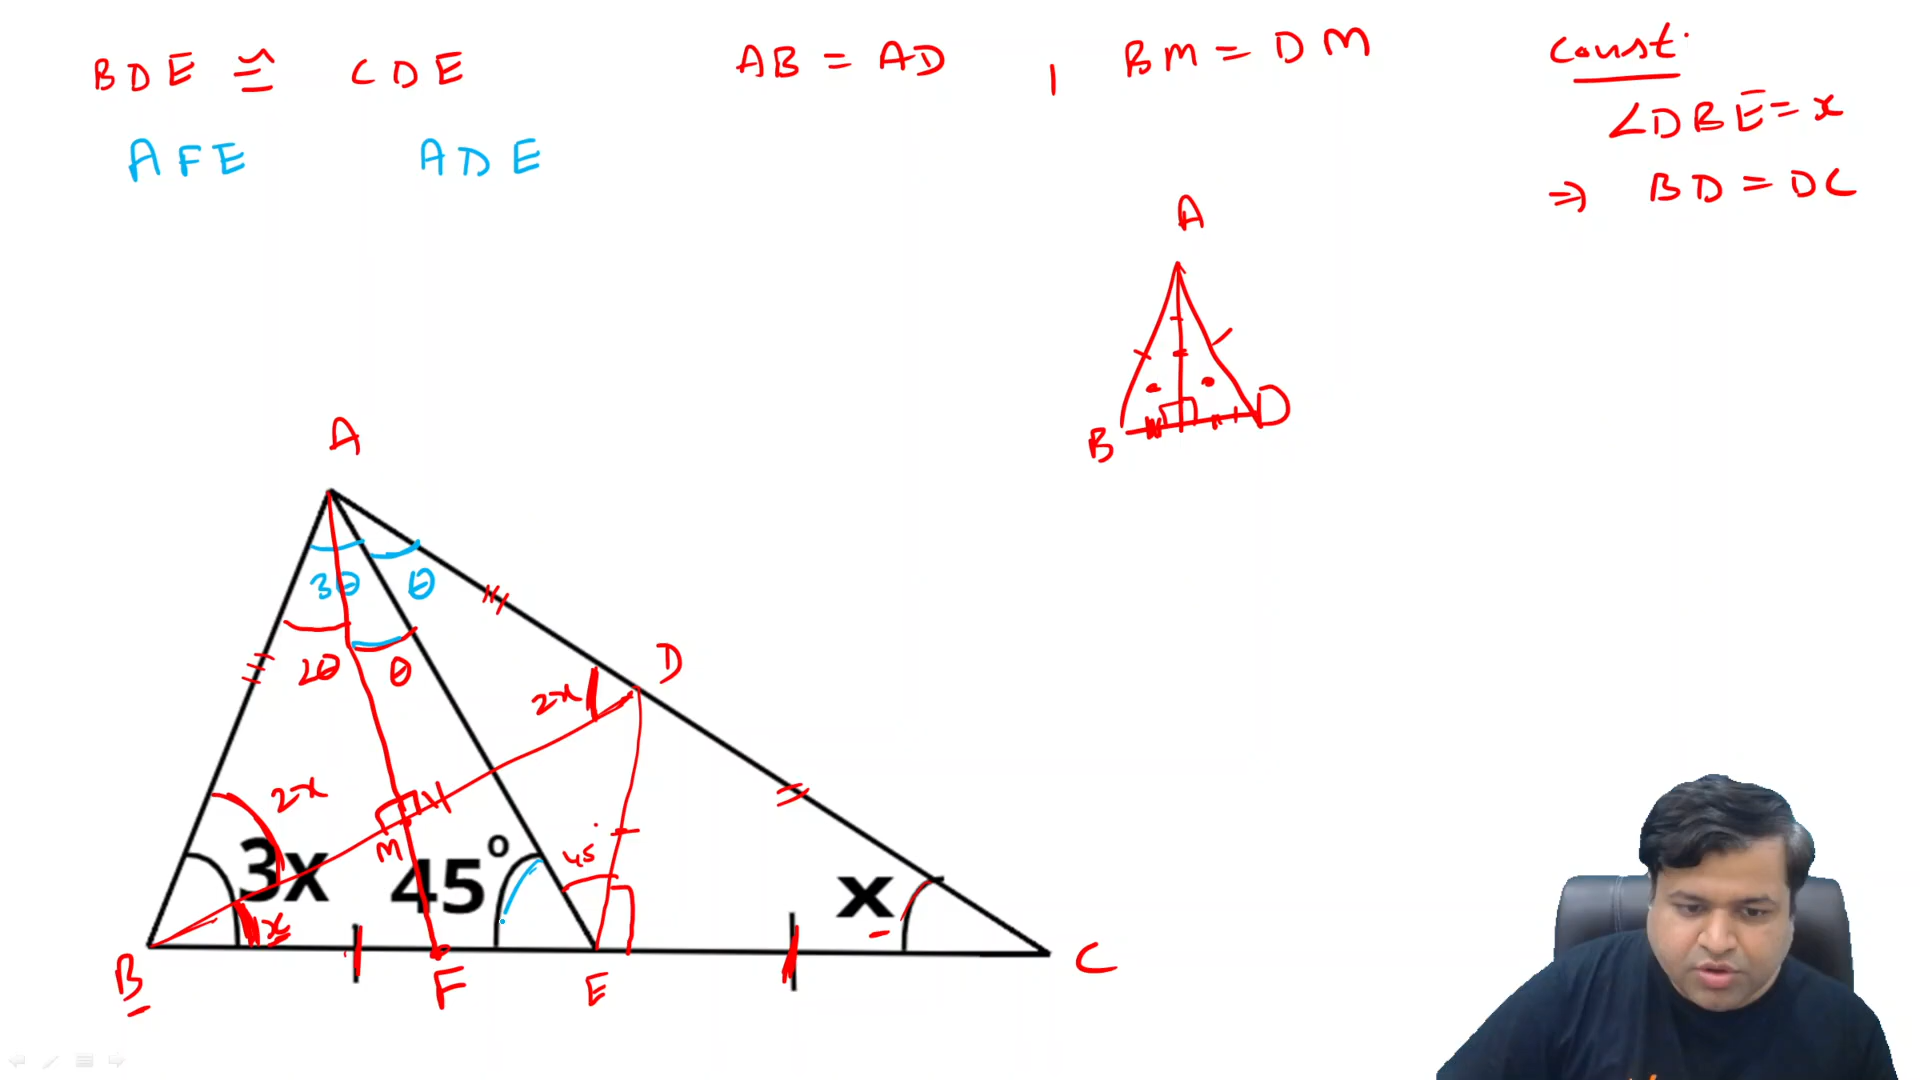 BDE ≅ CDE
AFE ADE
AB = AD , BM = DM
Const.
∠DBE = x
⇒ BD = DC
A
B D
A
3θ θ
2θ θ
D
2x
2x
3x
M
45°
45
x
x
B F E C